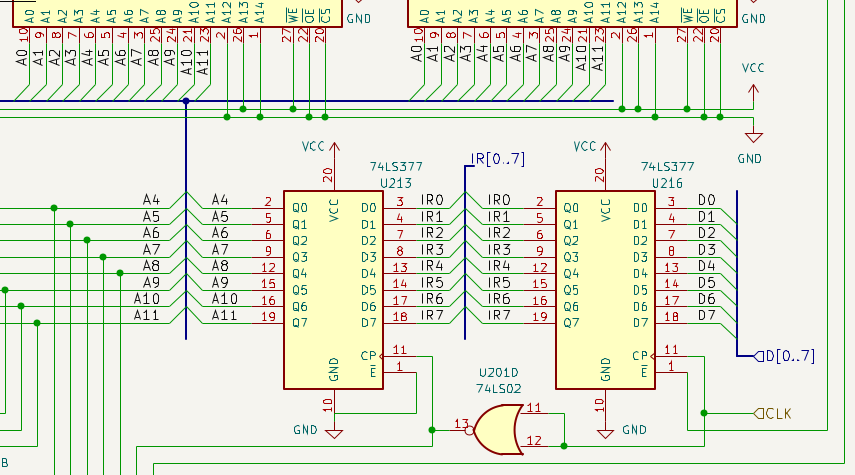 A0 A1 A2 A3 A4 A5 A6 A7 A8 A9 A10 A11 A12 A13 A14 WE OE CS GND
10 9 8 7 6 5 4 3 25 24 21 23 2 26 1 27 22 20
A0 A1 A2 A3 A4 A5 A6 A7 A8 A9 A10 A11
A0 A1 A2 A3 A4 A5 A6 A7 A8 A9 A10 A11 A12 A13 A14 WE OE CS GND
10 9 8 7 6 5 4 3 25 24 21 23 2 26 1 27 22 20
A0 A1 A2 A3 A4 A5 A6 A7 A8 A9 A10 A11
VCC
GND
VCC
20
74LS377
U213
VCC
A4 A4 2 Q0 D0 3 IR0
A5 A5 5 Q1 D1 4 IR1
A6 A6 6 Q2 D2 7 IR2
A7 A7 9 Q3 D3 8 IR3
A8 A8 12 Q4 D4 13 IR4
A9 A9 15 Q5 D5 14 IR5
A10 A10 16 Q6 D6 17 IR6
A11 A11 19 Q7 D7 18 IR7
CP 11
E 1
GND
10
GND
IR[0..7]
VCC
20
74LS377
U216
VCC
IR0 2 Q0 D0 3 D0
IR1 5 Q1 D1 4 D1
IR2 6 Q2 D2 7 D2
IR3 9 Q3 D3 8 D3
IR4 12 Q4 D4 13 D4
IR5 15 Q5 D5 14 D5
IR6 16 Q6 D6 17 D6
IR7 19 Q7 D7 18 D7
CP 11
E 1
GND
10
GND
D[0..7]
U201D
74LS02
11
13
12
CLK
B